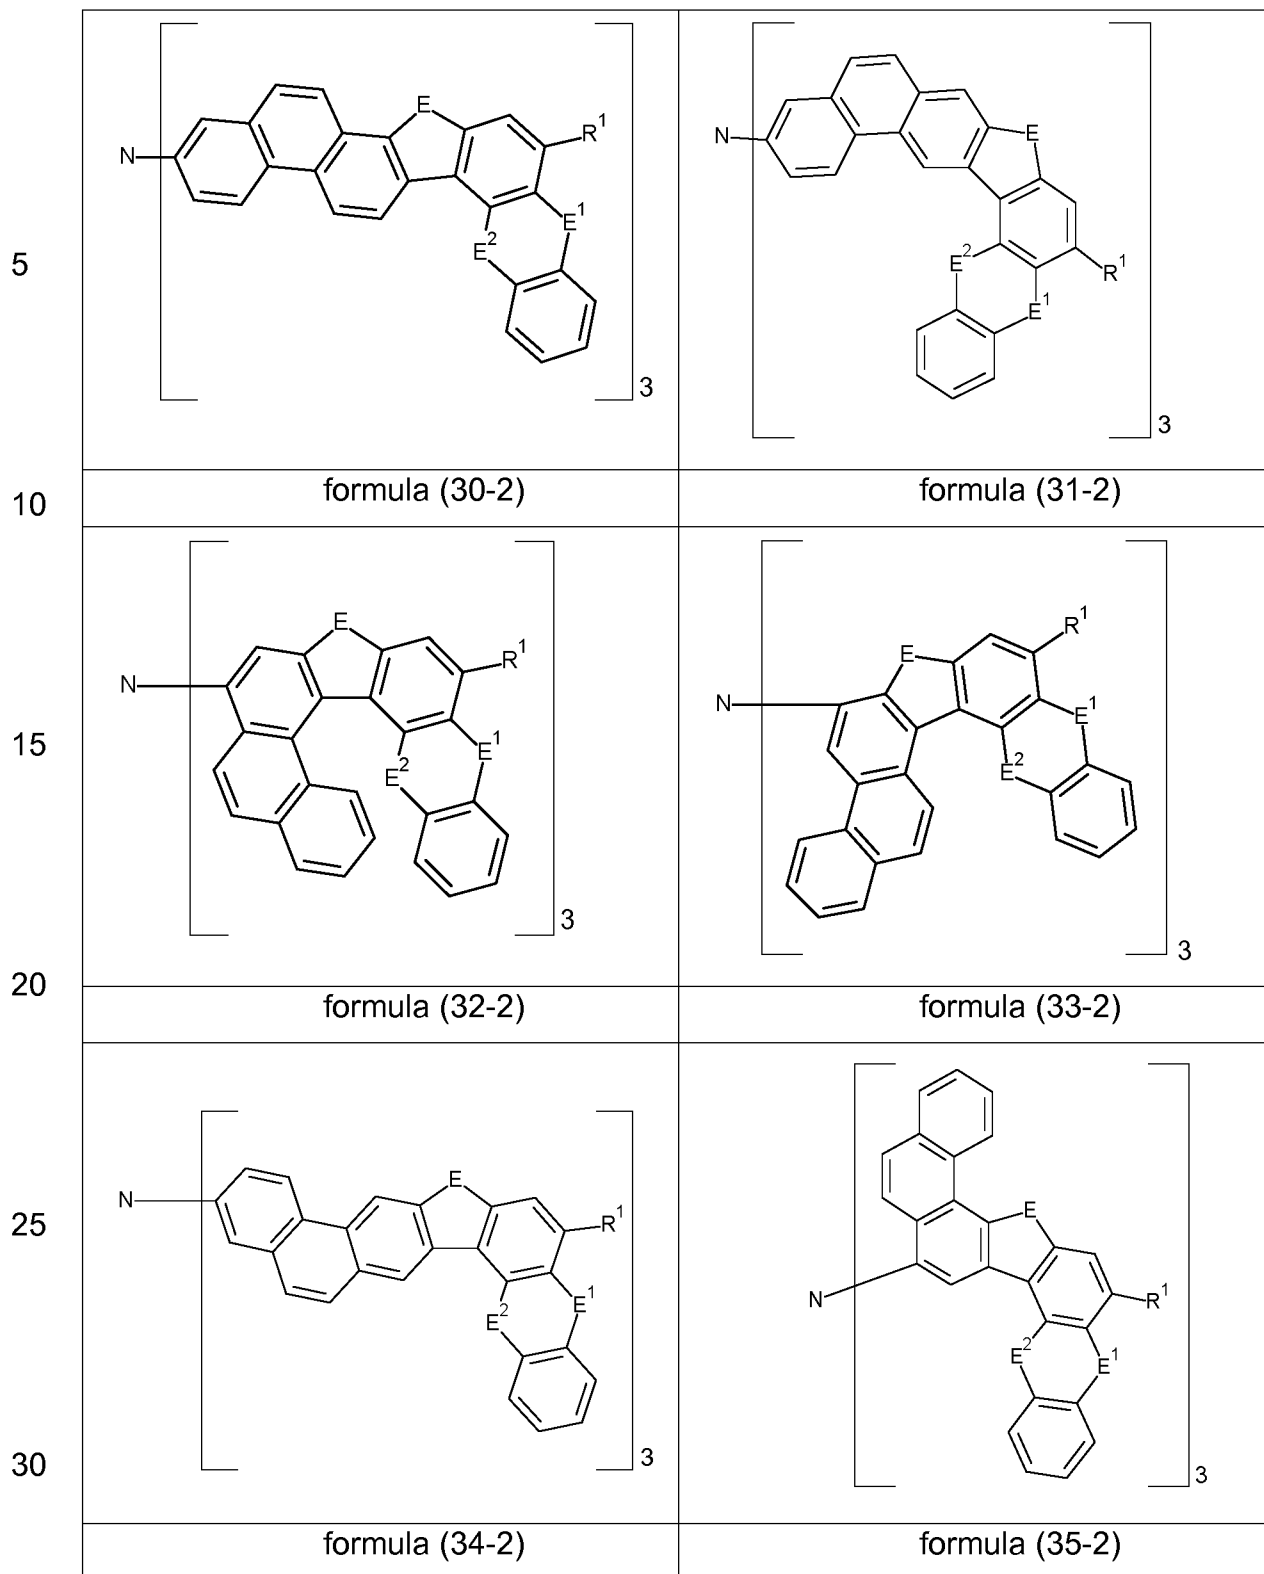 N E R¹ E¹ E² 3
N E R¹ E¹ E² 3
5
formula (30-2) formula (31-2)
10
N E R¹ E¹ E² 3
N E R¹ E¹ E² 3
15
20
formula (32-2) formula (33-2)
N E R¹ E¹ E² 3
N E R¹ E¹ E² 3
25
30
formula (34-2) formula (35-2)